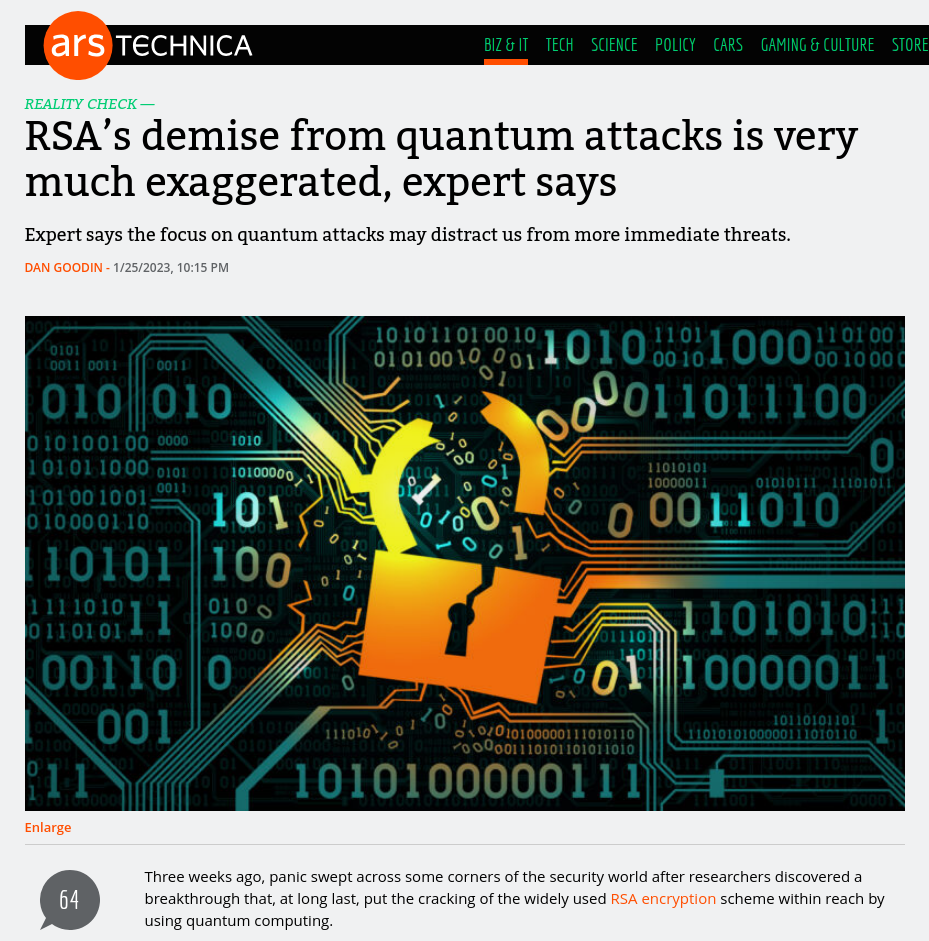 ars TECHNICA
BIZ & IT TECH SCIENCE POLICY CARS GAMING & CULTURE STORE
REALITY CHECK —
RSA’s demise from quantum attacks is very
much exaggerated, expert says
Expert says the focus on quantum attacks may distract us from more immediate threats.
DAN GOODIN - 1/25/2023, 10:15 PM
Enlarge
64
Three weeks ago, panic swept across some corners of the security world after researchers discovered a
breakthrough that, at long last, put the cracking of the widely used RSA encryption scheme within reach by
using quantum computing.